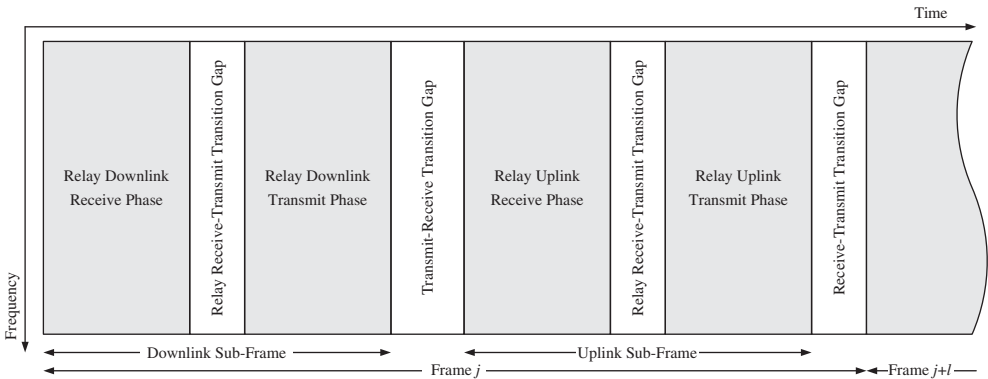 Time
Frequency
Relay Downlink
Receive Phase
Relay Receive-Transmit Transition Gap
Relay Downlink
Transmit Phase
Transmit-Receive Transition Gap
Relay Uplink
Receive Phase
Relay Receive-Transmit Transition Gap
Relay Uplink
Transmit Phase
Receive-Transmit Transition Gap
Downlink Sub-Frame
Uplink Sub-Frame
Frame j
Frame j+l